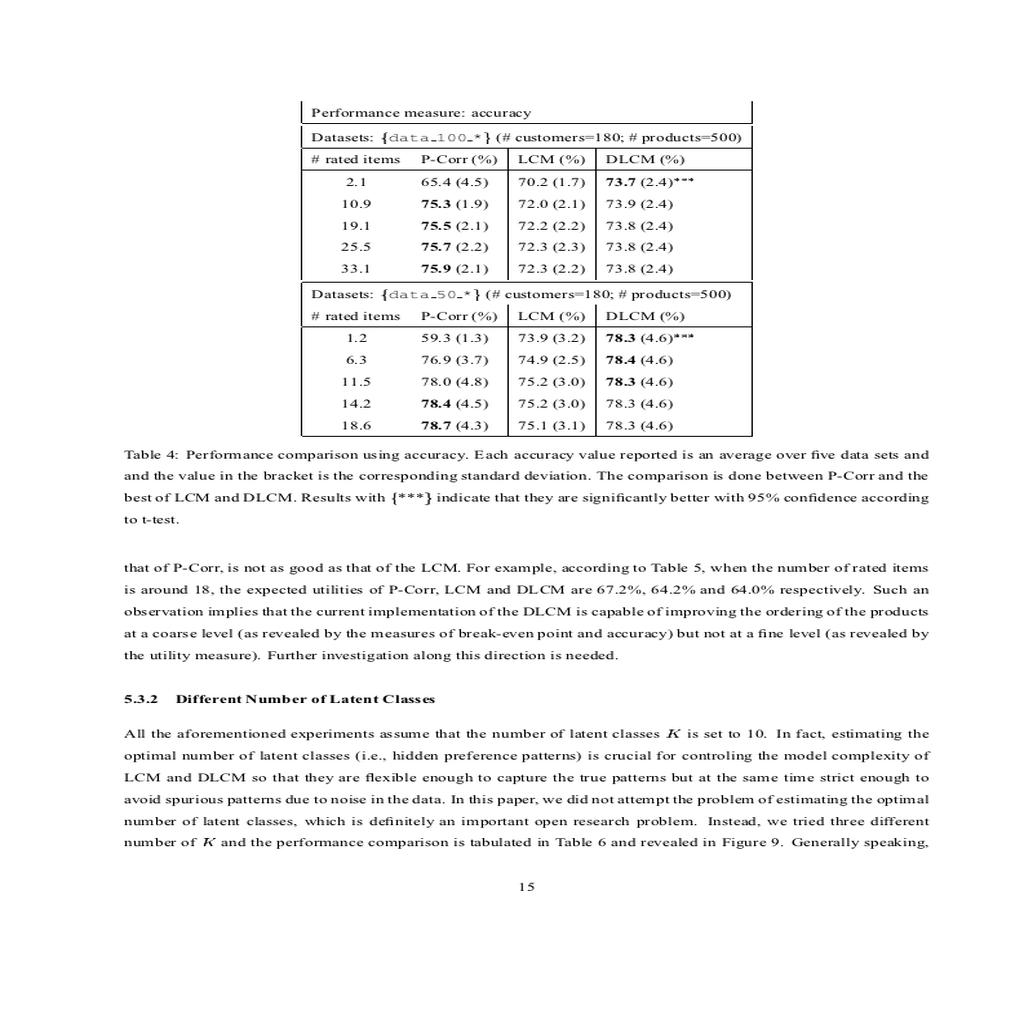 Performance measure: accuracy
Datasets: {data_100_*} (# customers=180; # products=500)
# rated items P-Corr (%) LCM (%) DLCM (%)
2.1 65.4 (4.5) 70.2 (1.7) 73.7 (2.4)***
10.9 75.3 (1.9) 72.0 (2.1) 73.9 (2.4)
19.1 75.5 (2.1) 72.2 (2.2) 73.8 (2.4)
25.5 75.7 (2.2) 72.3 (2.3) 73.8 (2.4)
33.1 75.9 (2.1) 72.3 (2.2) 73.8 (2.4)
Datasets: {data_50_*} (# customers=180; # products=500)
# rated items P-Corr (%) LCM (%) DLCM (%)
1.2 59.3 (1.3) 73.9 (3.2) 78.3 (4.6)***
6.3 76.9 (3.7) 74.9 (2.5) 78.4 (4.6)
11.5 78.0 (4.8) 75.2 (3.0) 78.3 (4.6)
14.2 78.4 (4.5) 75.2 (3.0) 78.3 (4.6)
18.6 78.7 (4.3) 75.1 (3.1) 78.3 (4.6)
Table 4: Performance comparison using accuracy. Each accuracy value reported is an average over five data sets and
and the value in the bracket is the corresponding standard deviation. The comparison is done between P-Corr and the
best of LCM and DLCM. Results with {***} indicate that they are significantly better with 95% confidence according
to t-test.
that of P-Corr, is not as good as that of the LCM. For example, according to Table 5, when the number of rated items
is around 18, the expected utilities of P-Corr, LCM and DLCM are 67.2%, 64.2% and 64.0% respectively. Such an
observation implies that the current implementation of the DLCM is capable of improving the ordering of the products
at a coarse level (as revealed by the measures of break-even point and accuracy) but not at a fine level (as revealed by
the utility measure). Further investigation along this direction is needed.
5.3.2 Different Number of Latent Classes
All the aforementioned experiments assume that the number of latent classes K is set to 10. In fact, estimating the
optimal number of latent classes (i.e., hidden preference patterns) is crucial for controling the model complexity of
LCM and DLCM so that they are flexible enough to capture the true patterns but at the same time strict enough to
avoid spurious patterns due to noise in the data. In this paper, we did not attempt the problem of estimating the optimal
number of latent classes, which is definitely an important open research problem. Instead, we tried three different
number of K and the performance comparison is tabulated in Table 6 and revealed in Figure 9. Generally speaking,
15